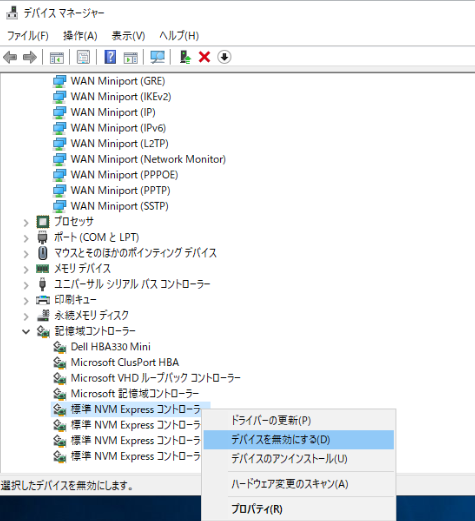 デバイス マネージャー
ファイル(F) 操作(A) 表示(V) ヘルプ(H)
WAN Miniport (GRE)
WAN Miniport (IKEv2)
WAN Miniport (IP)
WAN Miniport (IPv6)
WAN Miniport (L2TP)
WAN Miniport (Network Monitor)
WAN Miniport (PPPOE)
WAN Miniport (PPTP)
WAN Miniport (SSTP)
プロセッサ
ポート (COM と LPT)
マウスとそのほかのポインティング デバイス
メモリ デバイス
ユニバーサル シリアル バス コントローラー
印刷キュー
永続メモリ ディスク
記憶域コントローラー
Dell HBA330 Mini
Microsoft ClusPort HBA
Microsoft VHD ループバック コントローラー
Microsoft 記憶域コントローラー
標準 NVM Express コントローラ
標準 NVM Express コントローラ
標準 NVM Express コントローラ
標準 NVM Express コントローラ
ドライバーの更新(P)
デバイスを無効にする(D)
デバイスのアンインストール(U)
ハードウェア変更のスキャン(A)
プロパティ(R)
選択したデバイスを無効にします。